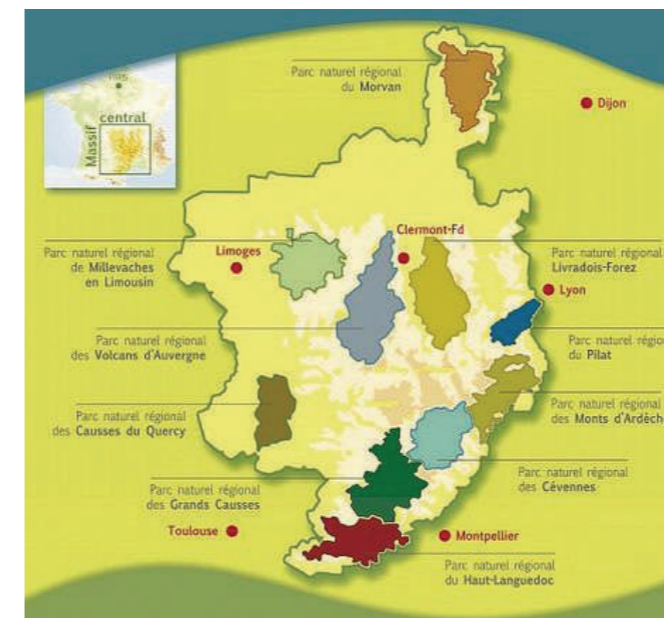 Parc naturel régional
du Morvan
Dijon
Paris
Massif
central
Clermont-Fd
Limoges
Parc naturel régional
de Millevaches
en Limousin
Parc naturel régional
Livradois-Forez
Lyon
Parc naturel régional
des Volcans d'Auvergne
Parc naturel régio
du Pilat
Parc naturel régional
des Causses du Quercy
Parc naturel régional
des Monts d'Ardèch
Parc naturel régional
des Cévennes
Parc naturel régional
des Grands Causses
Toulouse
Montpellier
Parc naturel régional
du Haut-Languedoc